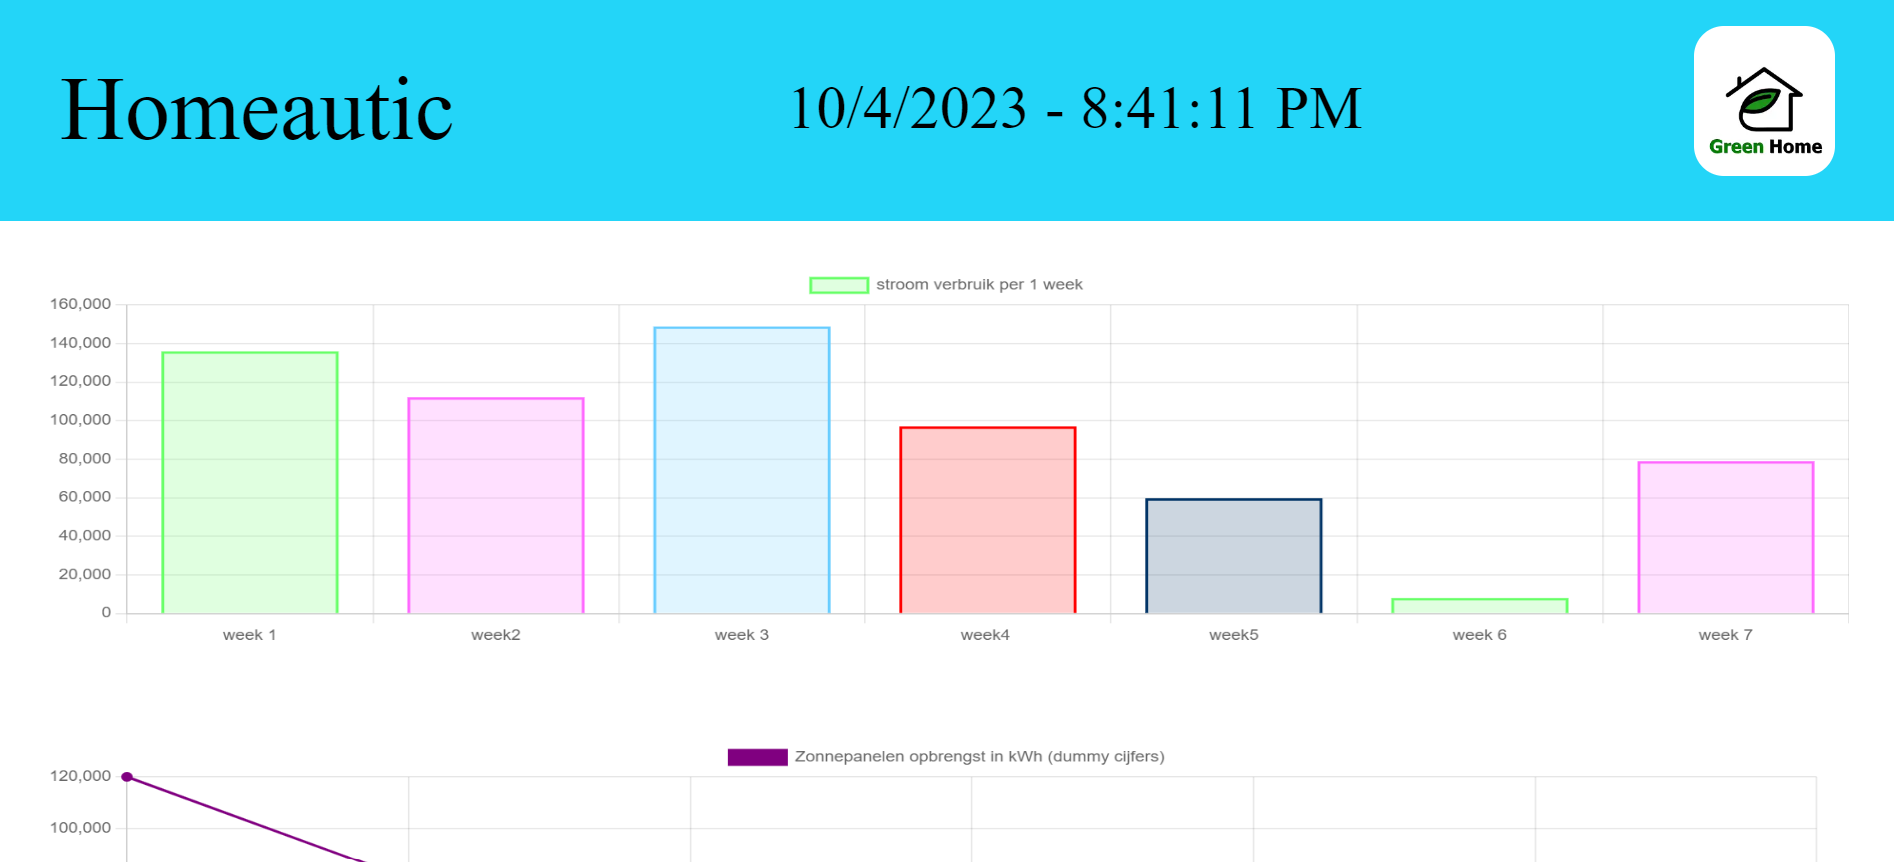 Homeautic
10/4/2023 - 8:41:11 PM
Green Home
stroom verbruik per 1 week
160,000
140,000
120,000
100,000
80,000
60,000
40,000
20,000
0
week 1 week2 week 3 week4 week5 week 6 week 7
Zonnepanelen opbrengst in kWh (dummy cijfers)
120,000
100,000